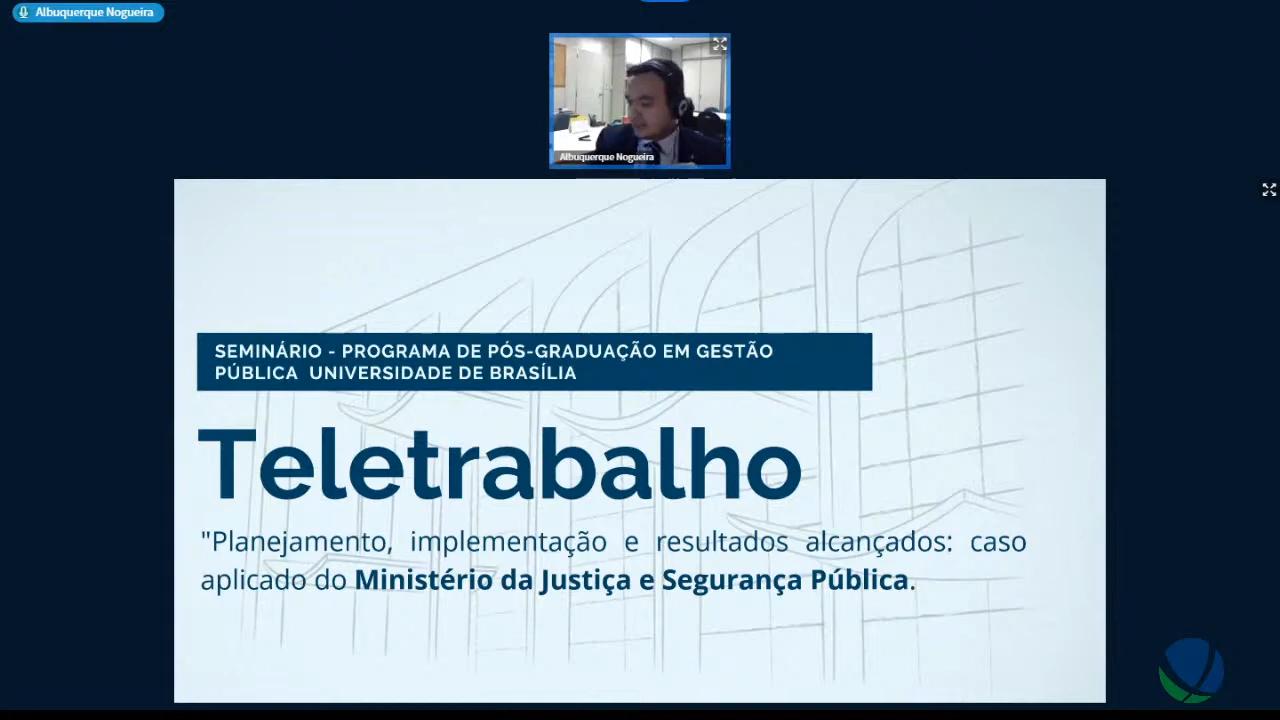 Albuquerque Nogueira
Albuquerque Nogueira
SEMINÁRIO - PROGRAMA DE PÓS-GRADUAÇÃO EM GESTÃO
PÚBLICA UNIVERSIDADE DE BRASÍLIA
Teletrabalho
"Planejamento, implementação e resultados alcançados: caso
aplicado do Ministério da Justiça e Segurança Pública.